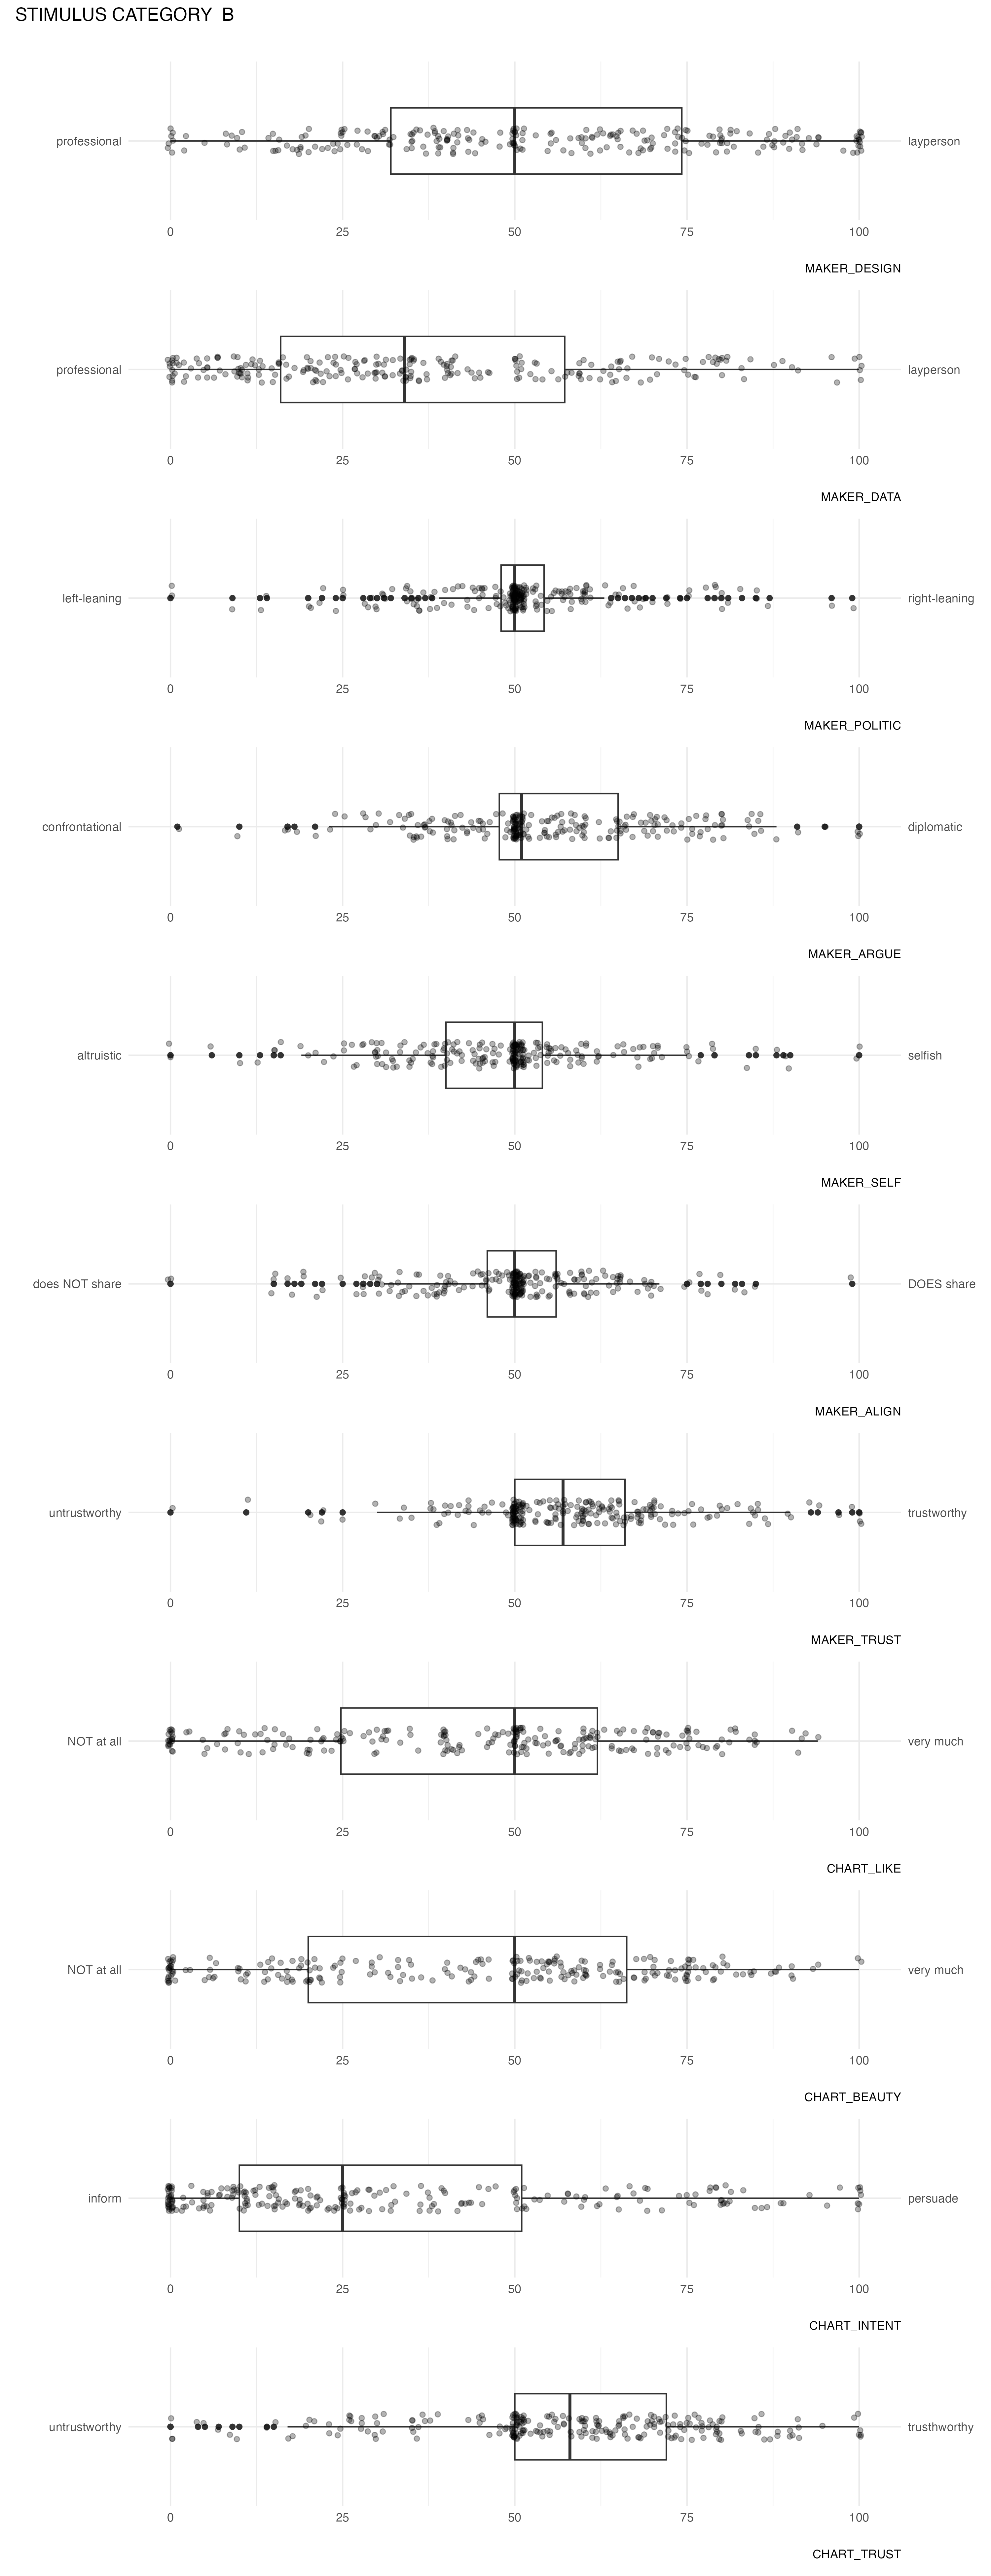 STIMULUS CATEGORY  B
professional layperson
0 25 50 75 100
MAKER_DESIGN
professional layperson
0 25 50 75 100
MAKER_DATA
left-leaning right-leaning
0 25 50 75 100
MAKER_POLITIC
confrontational diplomatic
0 25 50 75 100
MAKER_ARGUE
altruistic selfish
0 25 50 75 100
MAKER_SELF
does NOT share DOES share
0 25 50 75 100
MAKER_ALIGN
untrustworthy trustworthy
0 25 50 75 100
MAKER_TRUST
NOT at all very much
0 25 50 75 100
CHART_LIKE
NOT at all very much
0 25 50 75 100
CHART_BEAUTY
inform persuade
0 25 50 75 100
CHART_INTENT
untrustworthy trusthworthy
0 25 50 75 100
CHART_TRUST